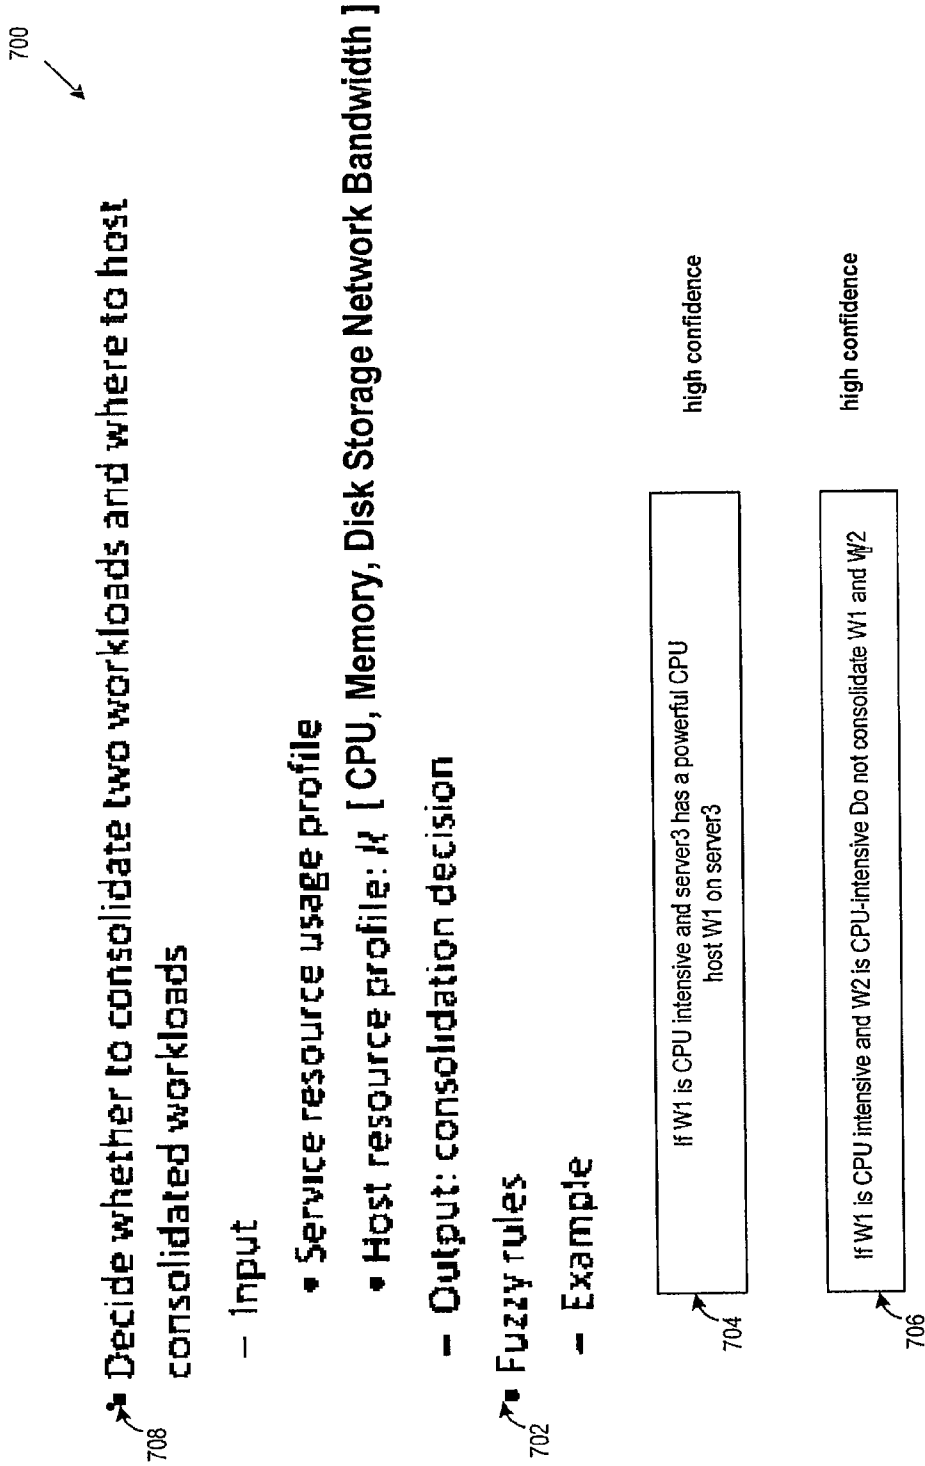 700
708
• Decide whether to consolidate two workloads and where to host
consolidated workloads
– Input
• Service resource usage profile
• Host resource profile: [ CPU, Memory, Disk Storage Network Bandwidth ]
– Output: consolidation decision
702
• Fuzzy rules
– Example
704
If W1 is CPU intensive and server3 has a powerful CPU
host W1 on server3
high confidence
706
If W1 is CPU intensive and W2 is CPU-intensive Do not consolidate W1 and W2
high confidence